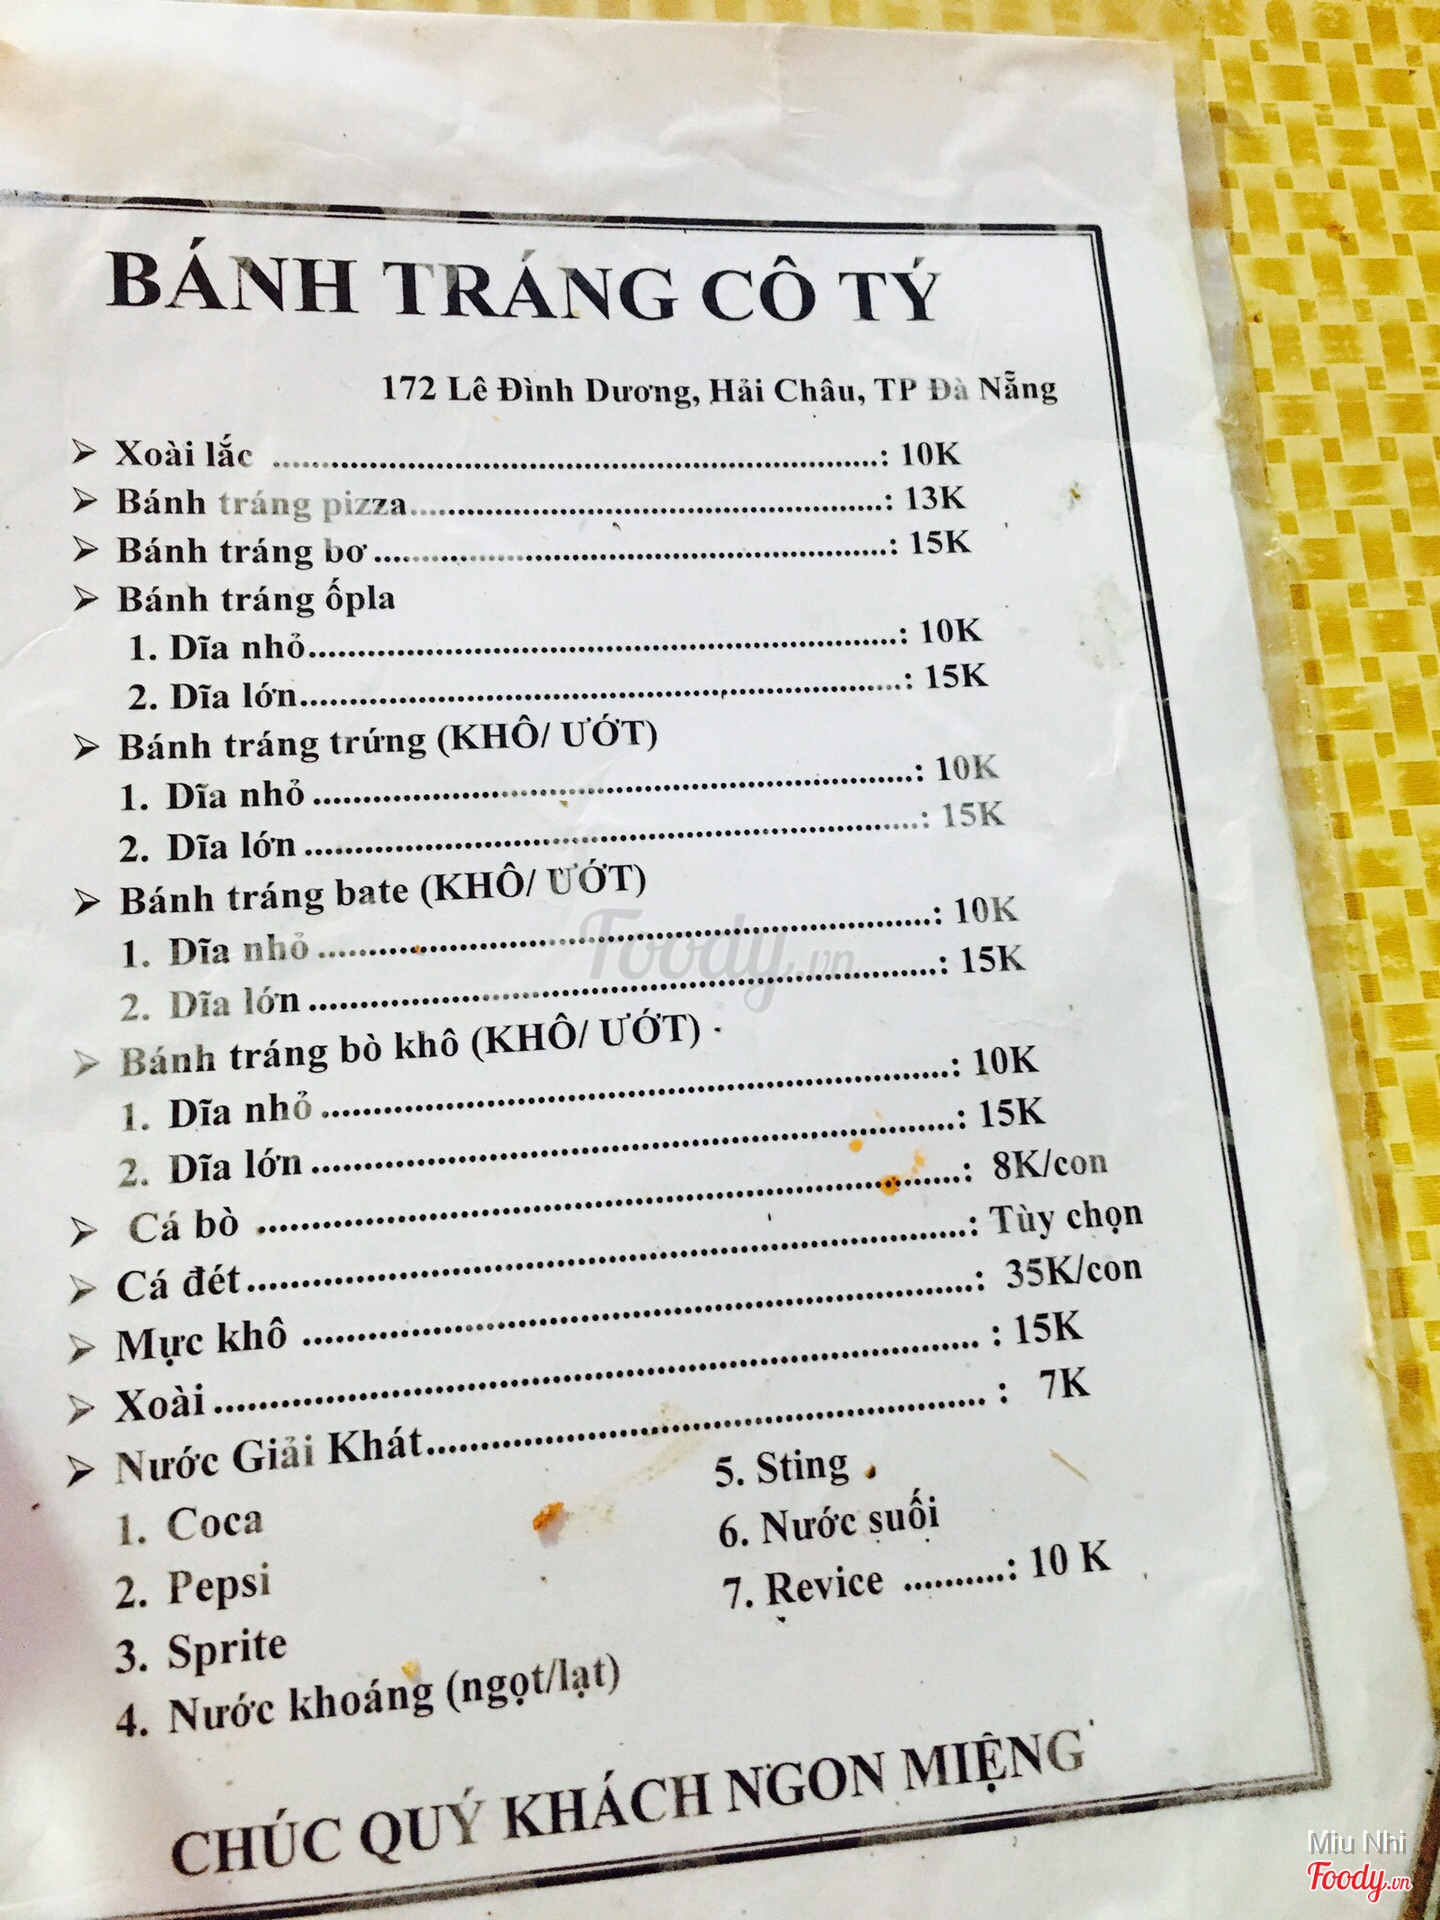 BÁNH TRÁNG CÔ TÝ
172 Lê Đình Dương, Hải Châu, TP Đà Nẵng
➢ Xoài lắc ........................................: 10K
➢ Bánh tráng pizza........................................: 13K
➢ Bánh tráng bơ........................................: 15K
➢ Bánh tráng ốpla
1. Dĩa nhỏ........................................: 10K
2. Dĩa lớn........................................: 15K
➢ Bánh tráng trứng (KHÔ/ ƯỚT)
1. Dĩa nhỏ........................................: 10K
2. Dĩa lớn........................................: 15K
➢ Bánh tráng bate (KHÔ/ ƯỚT)
1. Dĩa nhỏ........................................: 10K
2. Dĩa lớn........................................: 15K
➢ Bánh tráng bò khô (KHÔ/ ƯỚT)
1. Dĩa nhỏ........................................: 10K
2. Dĩa lớn........................................: 15K
➢ Cá bò ........................................: 8K/con
➢ Cá đét........................................: Tùy chọn
➢ Mực khô ........................................: 35K/con
➢ Xoài........................................ : 15K
➢ Nước Giải Khát........................................ : 7K
1. Coca
2. Pepsi
3. Sprite
4. Nước khoáng (ngọt/lạt)
5. Sting
6. Nước suối
7. Revice ...........: 10 K
CHÚC QUÝ KHÁCH NGON MIỆNG
Foody.vn
Miu Nhi
Foody.vn